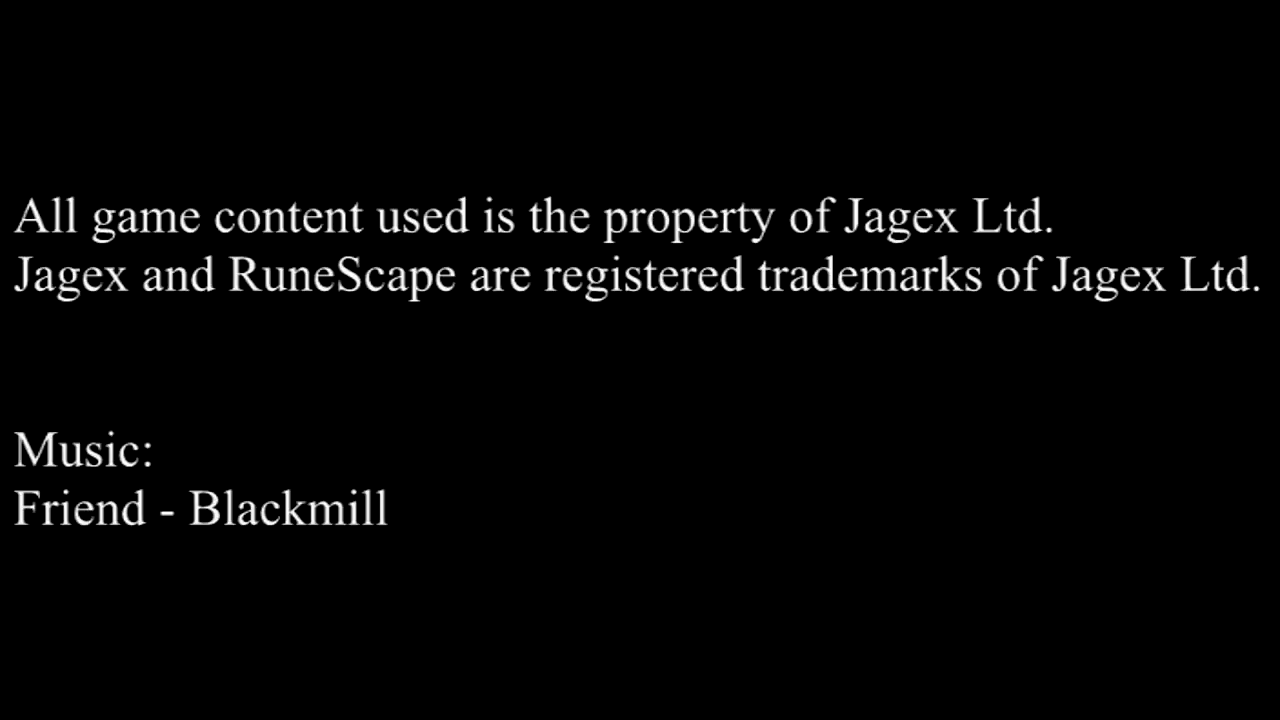 All game content used is the property of Jagex Ltd.
Jagex and RuneScape are registered trademarks of Jagex Ltd.
Music:
Friend - Blackmill